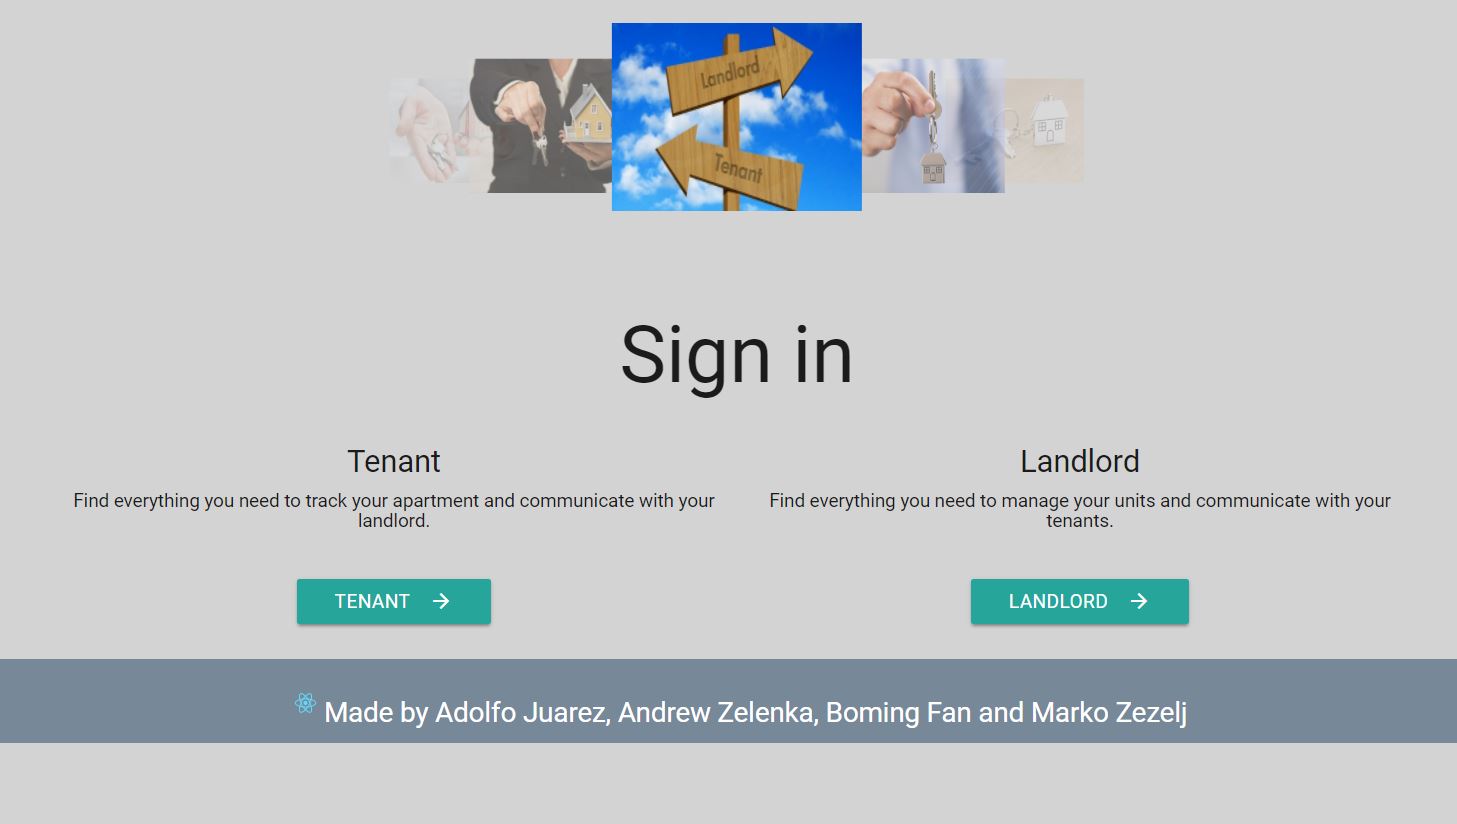 Landlord
Tenant
Sign in
Tenant
Find everything you need to track your apartment and communicate with your
landlord.
TENANT
Landlord
Find everything you need to manage your units and communicate with your
tenants.
LANDLORD
Made by Adolfo Juarez, Andrew Zelenka, Boming Fan and Marko Zezelj